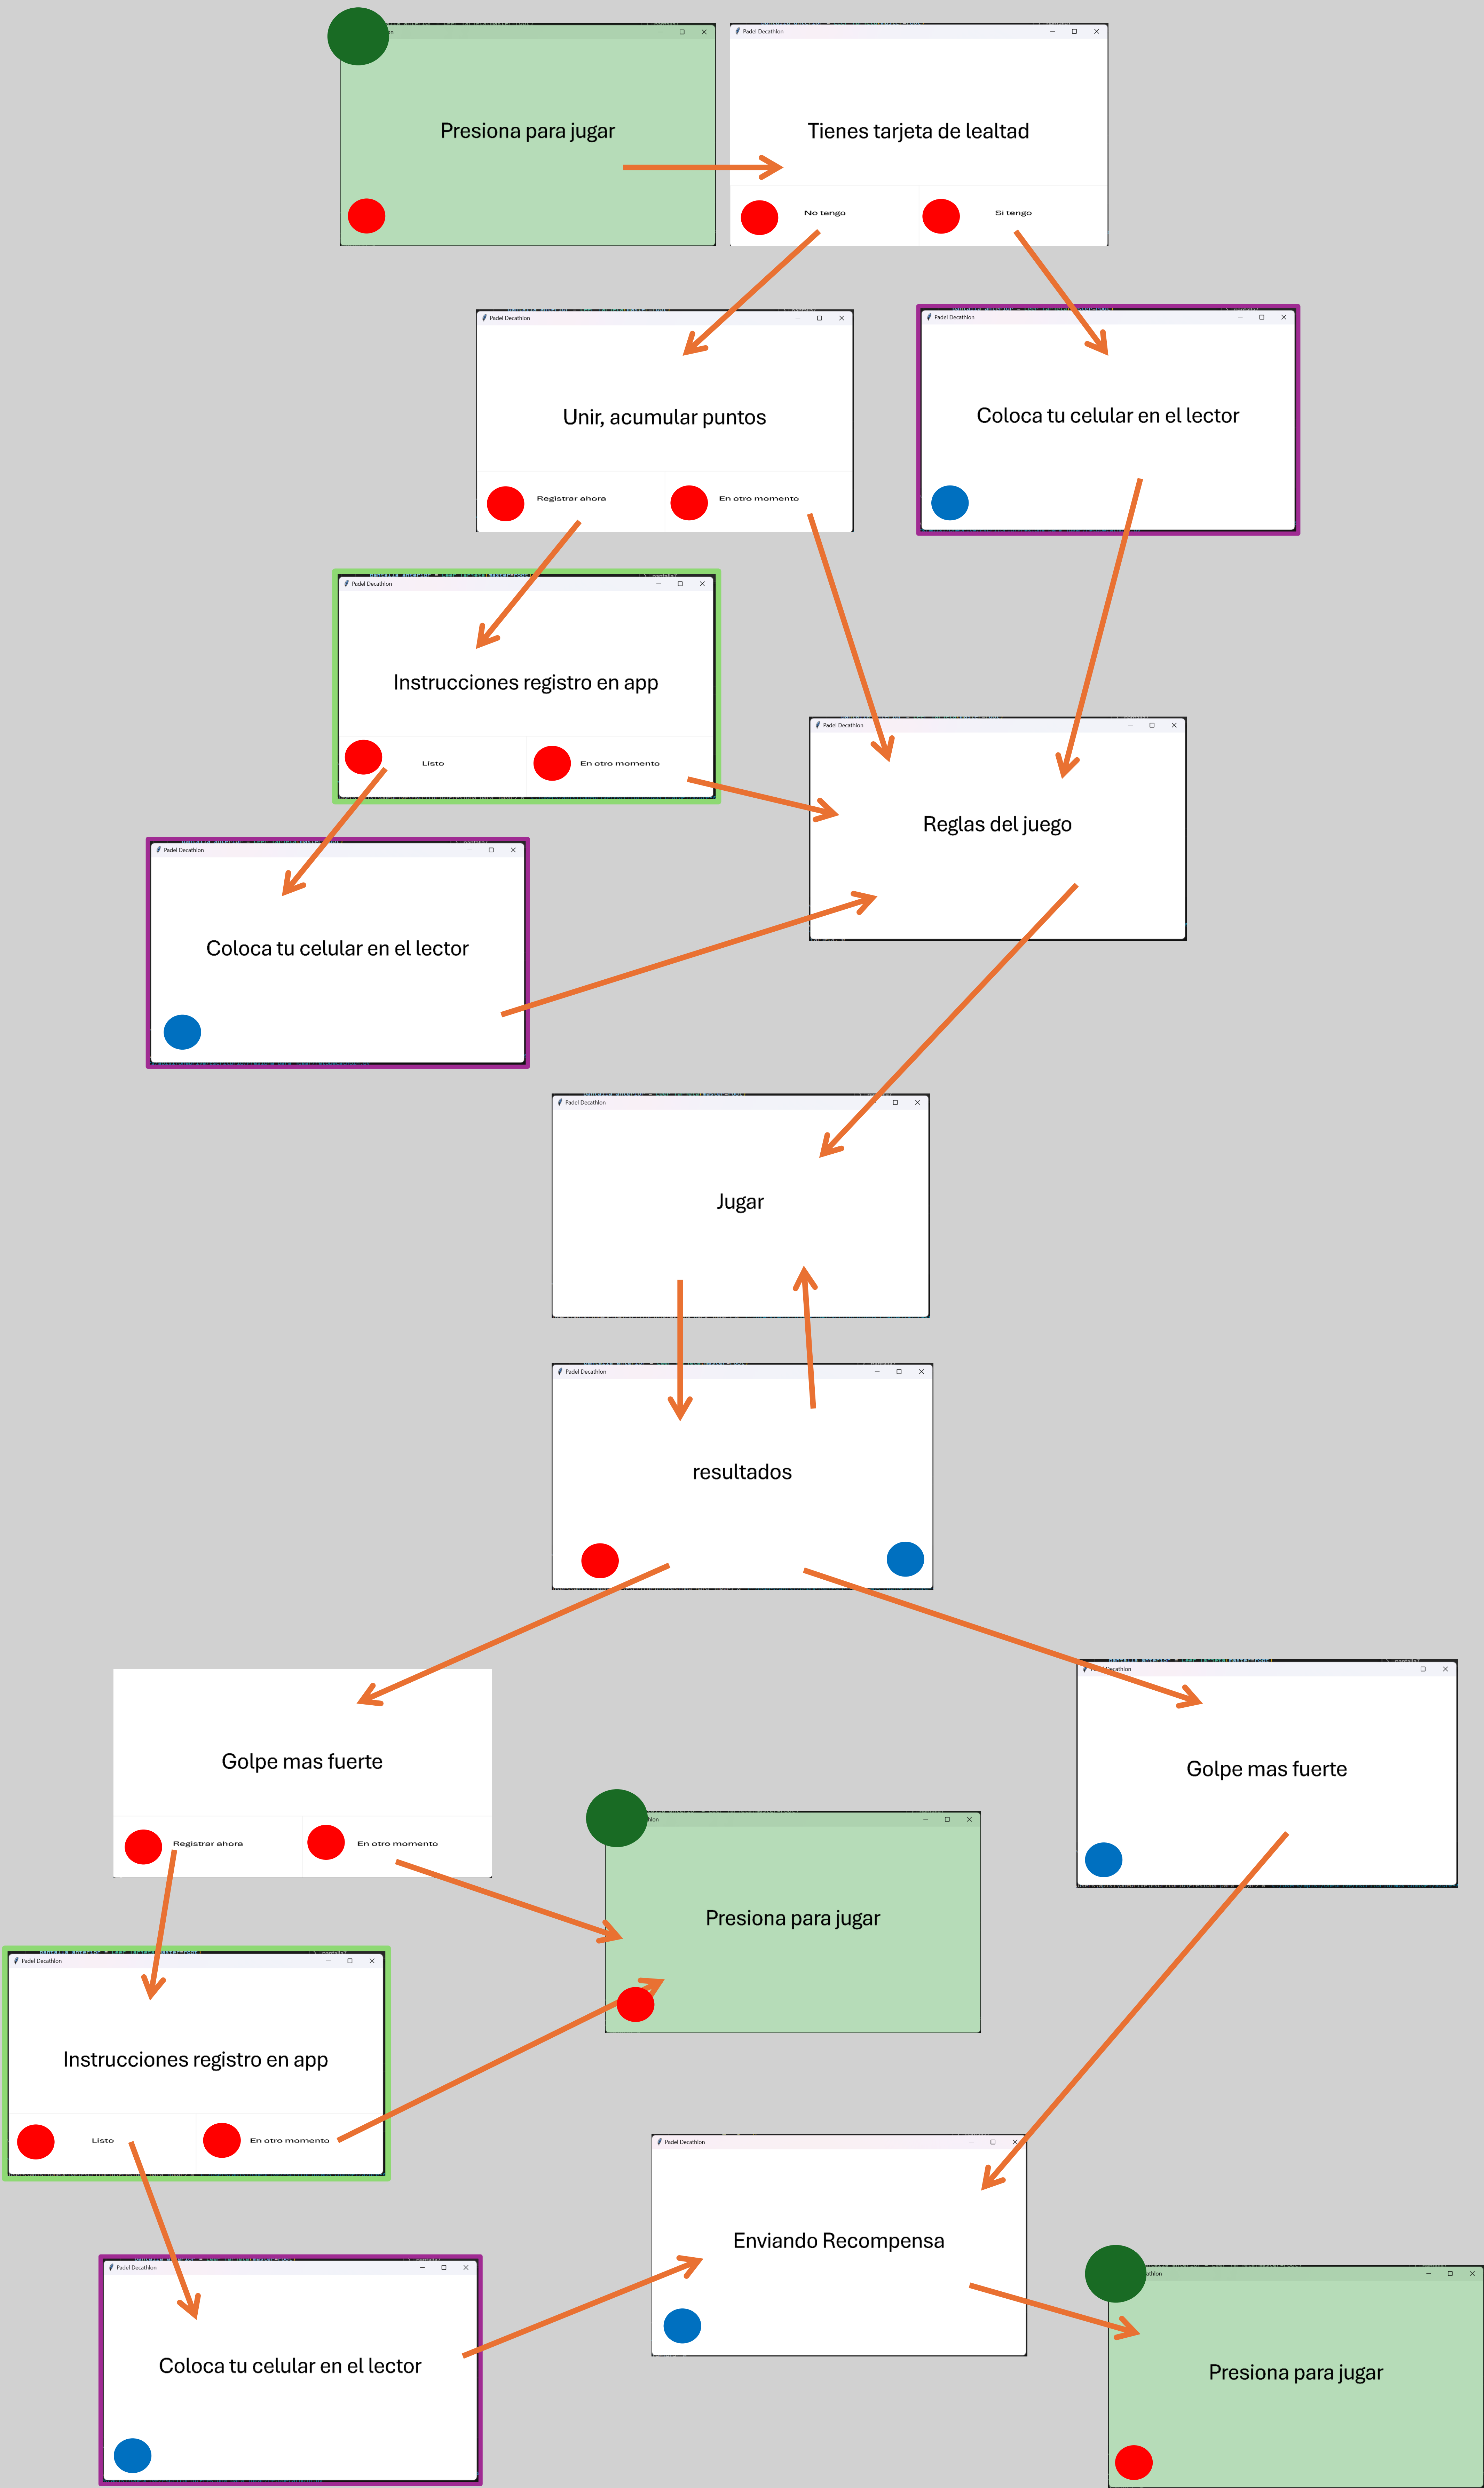 Presiona para jugar
Padel Decathlon
Tienes tarjeta de lealtad
No tengo
Si tengo
Padel Decathlon
Unir, acumular puntos
Registrar ahora
En otro momento
Padel Decathlon
Coloca tu celular en el lector
Padel Decathlon
Instrucciones registro en app
Listo
En otro momento
Padel Decathlon
Reglas del juego
Padel Decathlon
Coloca tu celular en el lector
Padel Decathlon
Jugar
Padel Decathlon
resultados
Golpe mas fuerte
Registrar ahora
En otro momento
Decathlon
Golpe mas fuerte
hlon
Presiona para jugar
Padel Decathlon
Instrucciones registro en app
Listo
En otro momento
Padel Decathlon
Enviando Recompensa
Padel Decathlon
Coloca tu celular en el lector
athlon
Presiona para jugar